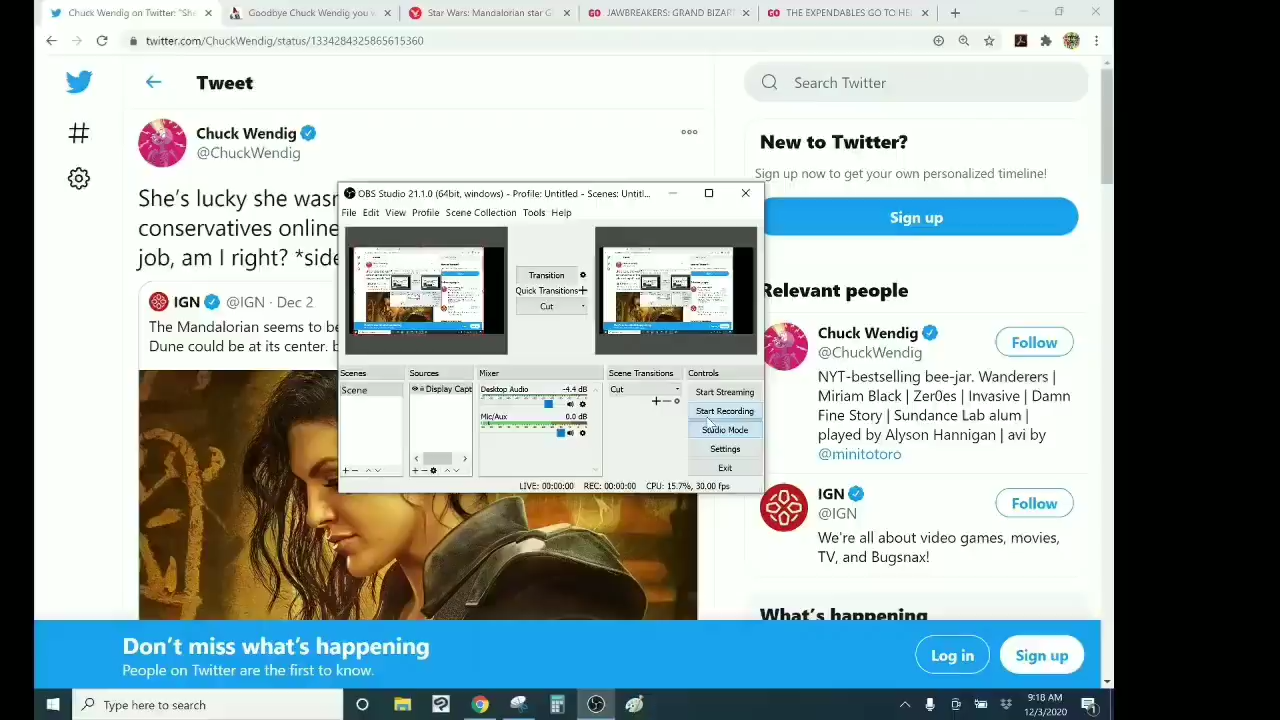 Chuck Wendig on Twitter: "She
Goodbye Chuck Wendig you w
Star Wars: Mandalorian star G
JAWBREAKERS: GRAND BIZAR
THE EXPENDABLES GO TO HE
twitter.com/ChuckWendig/status/1334284325865615360
Tweet
Search Twitter
Chuck Wendig
@ChuckWendig
She's lucky she wasn
conservatives online
job, am I right? *side
IGN @IGN · Dec 2
The Mandalorian seems to be
Dune could be at its center. b
OBS Studio 21.1.0 (64bit, windows) - Profile: Untitled - Scenes: Untitl...
File Edit View Profile Scene Collection Tools Help
Transition
Quick Transitions
Cut
Scenes
Sources
Mixer
Scene Transitions
Controls
Scene
Display Capt
Desktop Audio -4.4 dB
Mic/Aux 0.0 dB
Cut
Start Streaming
Start Recording
Studio Mode
Settings
Exit
LIVE: 00:00:00 REC: 00:00:00 CPU: 15.7%, 30.00 fps
New to Twitter?
Sign up now to get your own personalized timeline!
Sign up
Relevant people
Chuck Wendig
@ChuckWendig
Follow
NYT-bestselling bee-jar. Wanderers |
Miriam Black | Zer0es | Invasive | Damn
Fine Story | Sundance Lab alum |
played by Alyson Hannigan | avi by
@minitotoro
IGN
@IGN
Follow
We're all about video games, movies,
TV, and Bugsnax!
What's happening
Don't miss what's happening
People on Twitter are the first to know.
Log in
Sign up
Type here to search
9:18 AM
12/3/2020